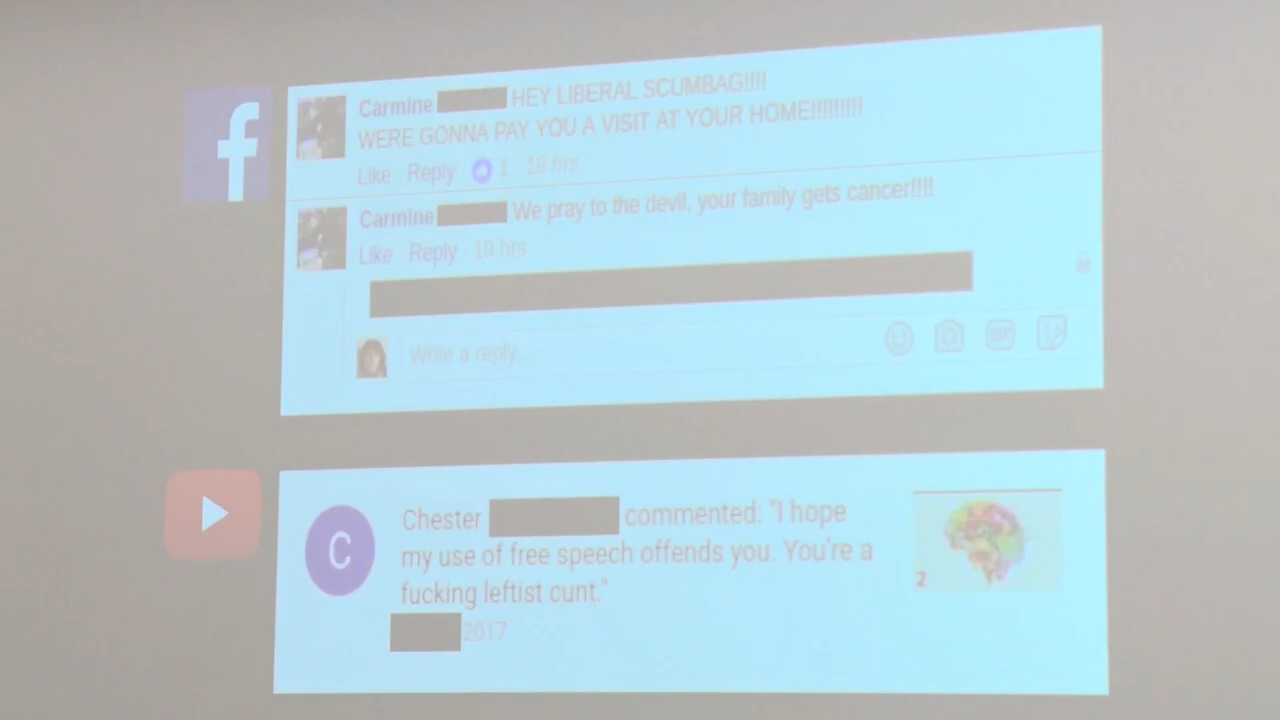 f
Carmine HEY LIBERAL SCUMBAG!!!!
WERE GONNA PAY YOU A VISIT AT YOUR HOME!!!!!!!!!
Like Reply 1 19 hrs
Carmine We pray to the devil, your family gets cancer!!!!
Like Reply 19 hrs
Write a reply...
GIF
C
Chester commented: "I hope
my use of free speech offends you. You're a
fucking leftist cunt."
2017
2